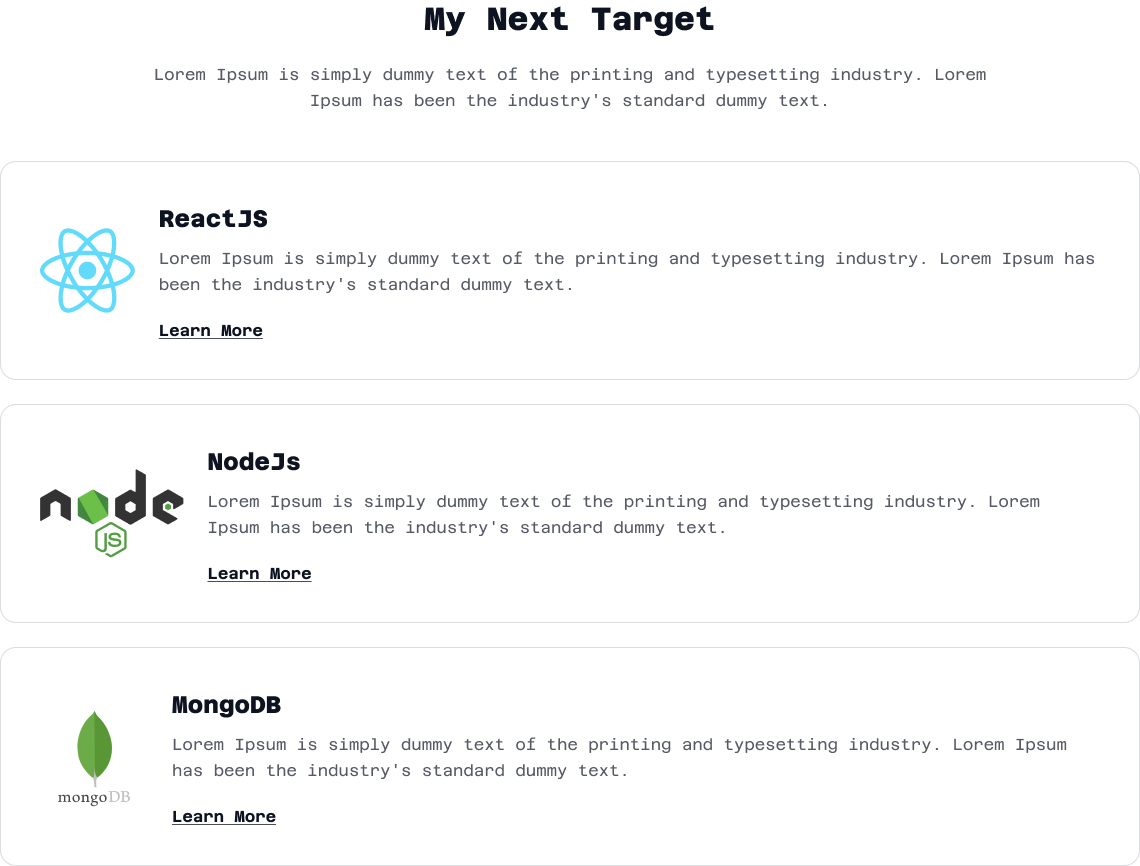 My Next Target
Lorem Ipsum is simply dummy text of the printing and typesetting industry. Lorem
Ipsum has been the industry's standard dummy text.
ReactJS
Lorem Ipsum is simply dummy text of the printing and typesetting industry. Lorem Ipsum has
been the industry's standard dummy text.
Learn More
node
JS
NodeJs
Lorem Ipsum is simply dummy text of the printing and typesetting industry. Lorem
Ipsum has been the industry's standard dummy text.
Learn More
mongoDB
MongoDB
Lorem Ipsum is simply dummy text of the printing and typesetting industry. Lorem Ipsum
has been the industry's standard dummy text.
Learn More